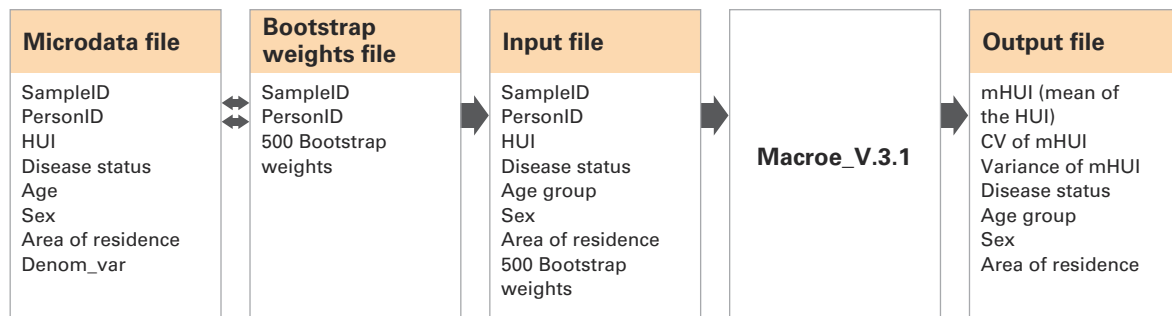 Microdata file
SampleID
PersonID
HUI
Disease status
Age
Sex
Area of residence
Denom_var
Bootstrap
weights file
SampleID
PersonID
500 Bootstrap
weights
Input file
SampleID
PersonID
HUI
Disease status
Age group
Sex
Area of residence
500 Bootstrap
weights
Macroe_V.3.1
Output file
mHUI (mean of
the HUI)
CV of mHUI
Variance of mHUI
Disease status
Age group
Sex
Area of residence